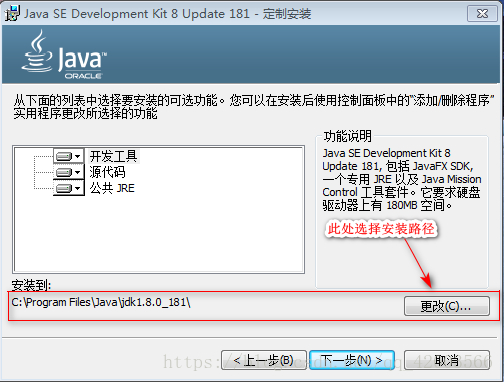 Java SE Development Kit 8 Update 181 - 定制安装
Java
ORACLE
从下面的列表中选择要安装的可选功能。您可以在安装后使用控制面板中的“添加/删除程序”
实用程序更改所选择的功能
开发工具
源代码
公共 JRE
功能说明
Java SE Development Kit 8
Update 181, 包括 JavaFX SDK,
一个专用 JRE 以及 Java Mission
Control 工具套件。它要求硬盘
驱动器上有 180MB 空间。
此处选择安装路径
安装到:
C:\Program Files\Java\jdk1.8.0_181\
更改(C)...
< 上一步(B)
下一步(N) >
取消